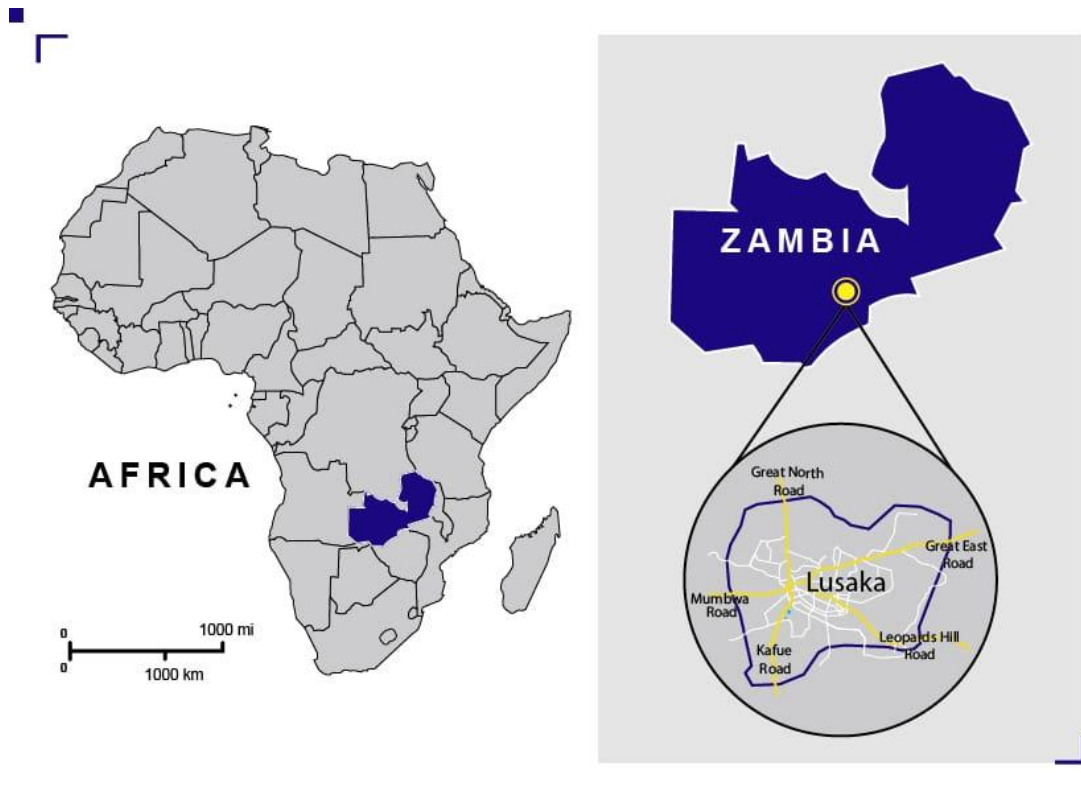 AFRICA
0
1000 mi
0
1000 km
ZAMBIA
Great North
Road
Great East
Road
Lusaka
Mumbwa
Road
Leopards Hill
Road
Kafue
Road